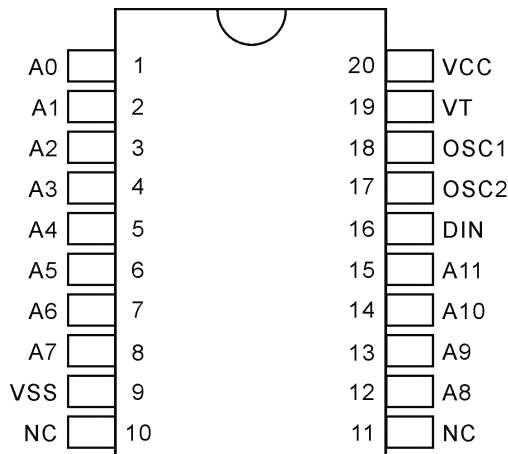 A0 1 20 VCC
A1 2 19 VT
A2 3 18 OSC1
A3 4 17 OSC2
A4 5 16 DIN
A5 6 15 A11
A6 7 14 A10
A7 8 13 A9
VSS 9 12 A8
NC 10 11 NC